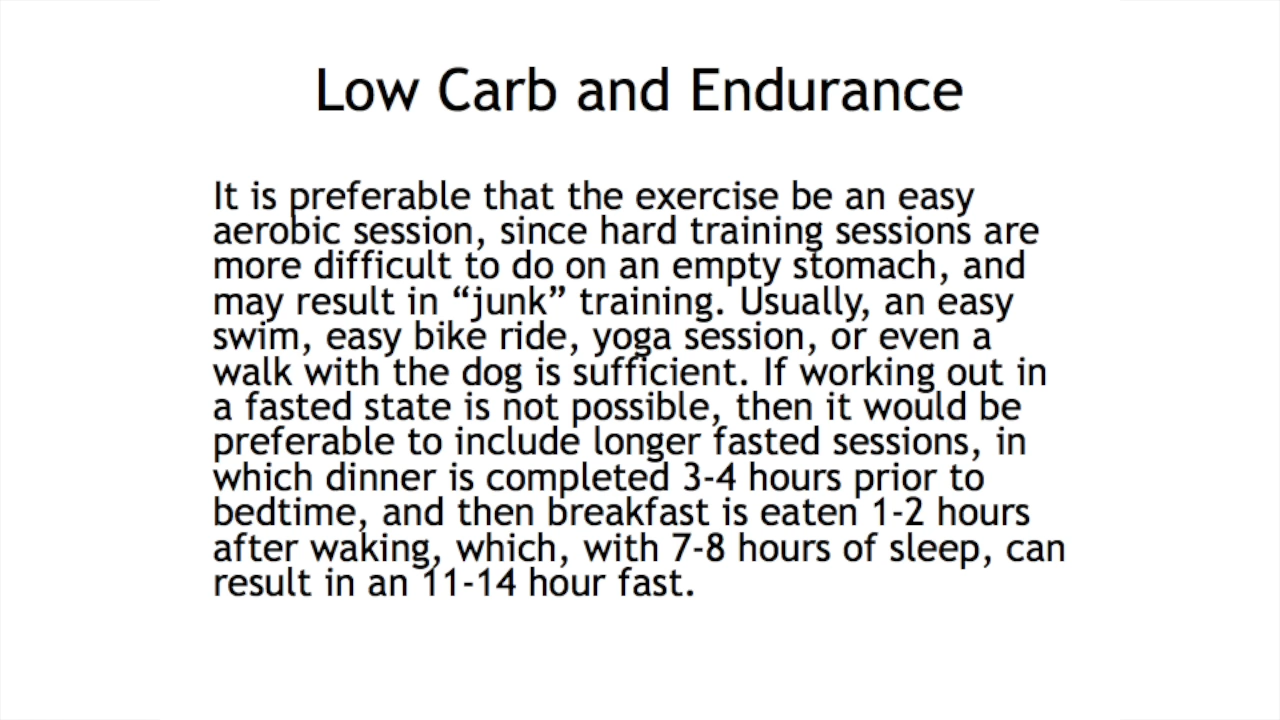 Low Carb and Endurance
It is preferable that the exercise be an easy
aerobic session, since hard training sessions are
more difficult to do on an empty stomach, and
may result in “junk” training. Usually, an easy
swim, easy bike ride, yoga session, or even a
walk with the dog is sufficient. If working out in
a fasted state is not possible, then it would be
preferable to include longer fasted sessions, in
which dinner is completed 3-4 hours prior to
bedtime, and then breakfast is eaten 1-2 hours
after waking, which, with 7-8 hours of sleep, can
result in an 11-14 hour fast.